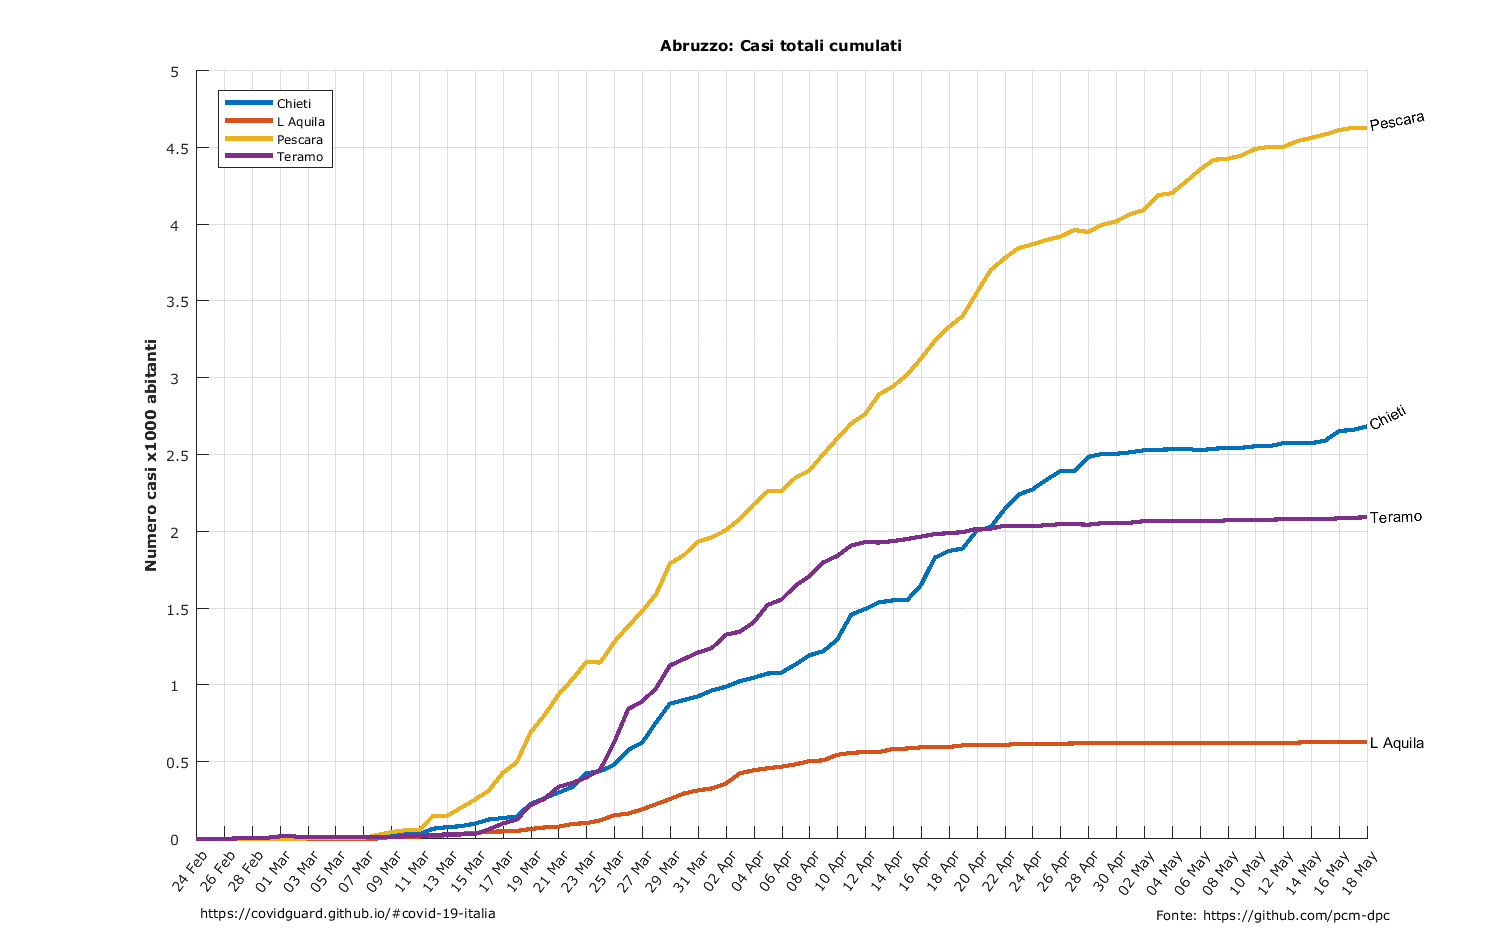 Abruzzo: Casi totali cumulati
Numero casi x1000 abitanti
5
4.5
4
3.5
3
2.5
2
1.5
1
0.5
0
Chieti
L Aquila
Pescara
Teramo
Pescara
Chieti
Teramo
L Aquila
24 Feb
26 Feb
28 Feb
01 Mar
03 Mar
05 Mar
07 Mar
09 Mar
11 Mar
13 Mar
15 Mar
17 Mar
19 Mar
21 Mar
23 Mar
25 Mar
27 Mar
29 Mar
31 Mar
02 Apr
04 Apr
06 Apr
08 Apr
10 Apr
12 Apr
14 Apr
16 Apr
18 Apr
20 Apr
22 Apr
24 Apr
26 Apr
28 Apr
30 Apr
02 May
04 May
06 May
08 May
10 May
12 May
14 May
16 May
18 May
https://covidguard.github.io/#covid-19-italia
Fonte: https://github.com/pcm-dpc